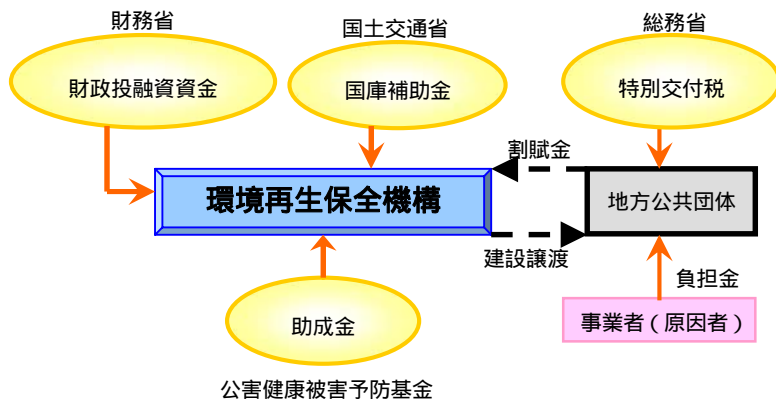 財務省
国土交通省
総務省
財政投融資資金
国庫補助金
特別交付税
割賦金
環境再生保全機構
地方公共団体
建設譲渡
負担金
助成金
事業者(原因者)
公害健康被害予防基金